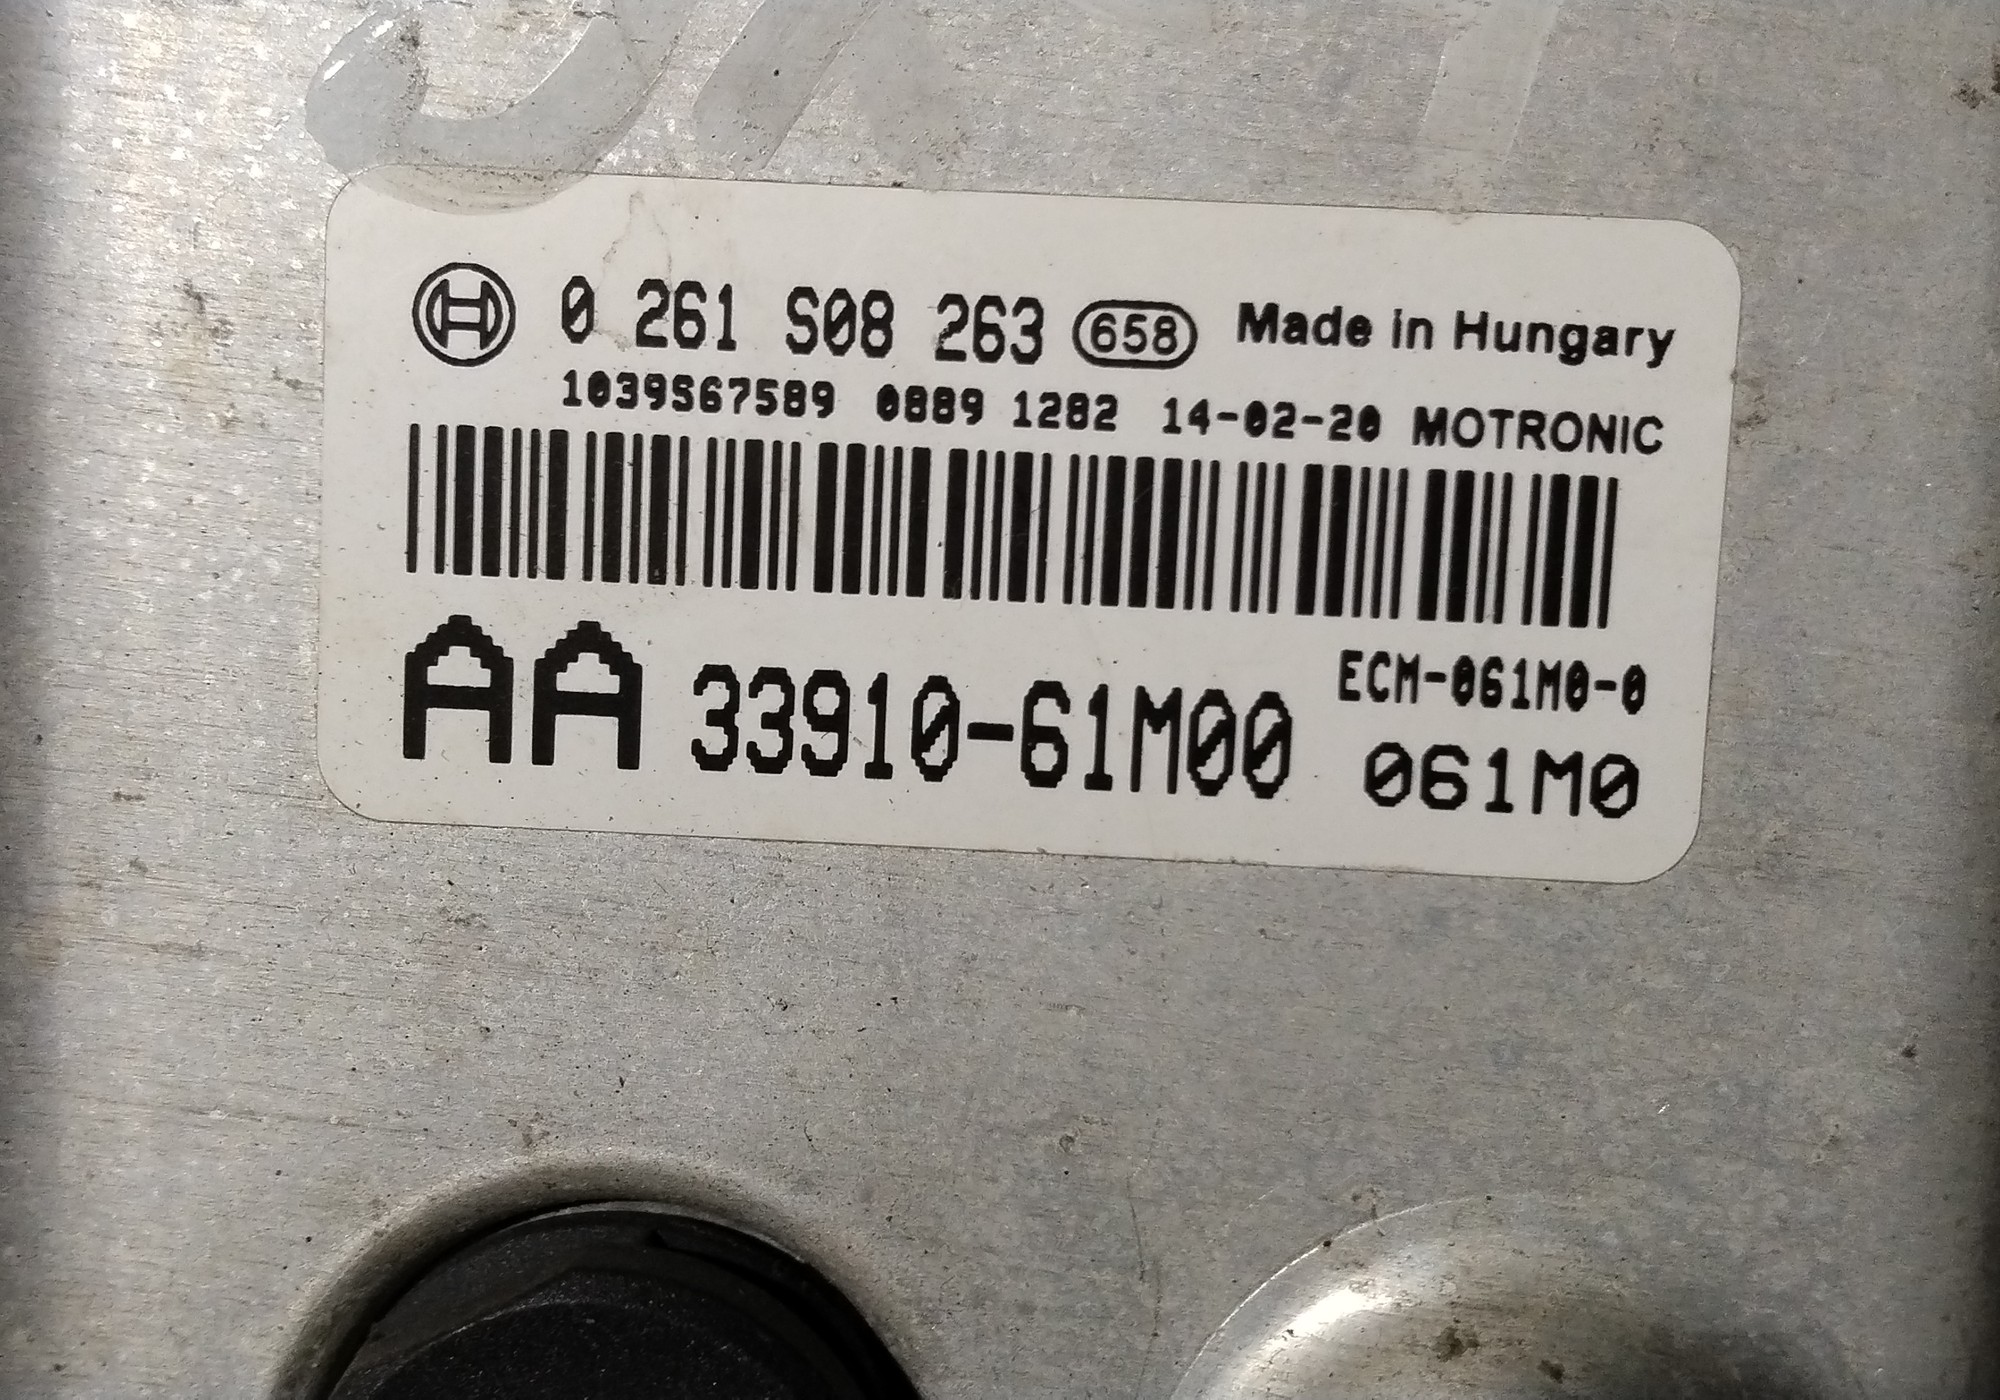 0 261 S08 263 658 Made in Hungary
1039S67589 0889 1282 14-02-20 MOTRONIC
ECM-061M0-0
AA 33910-61M00 061M0